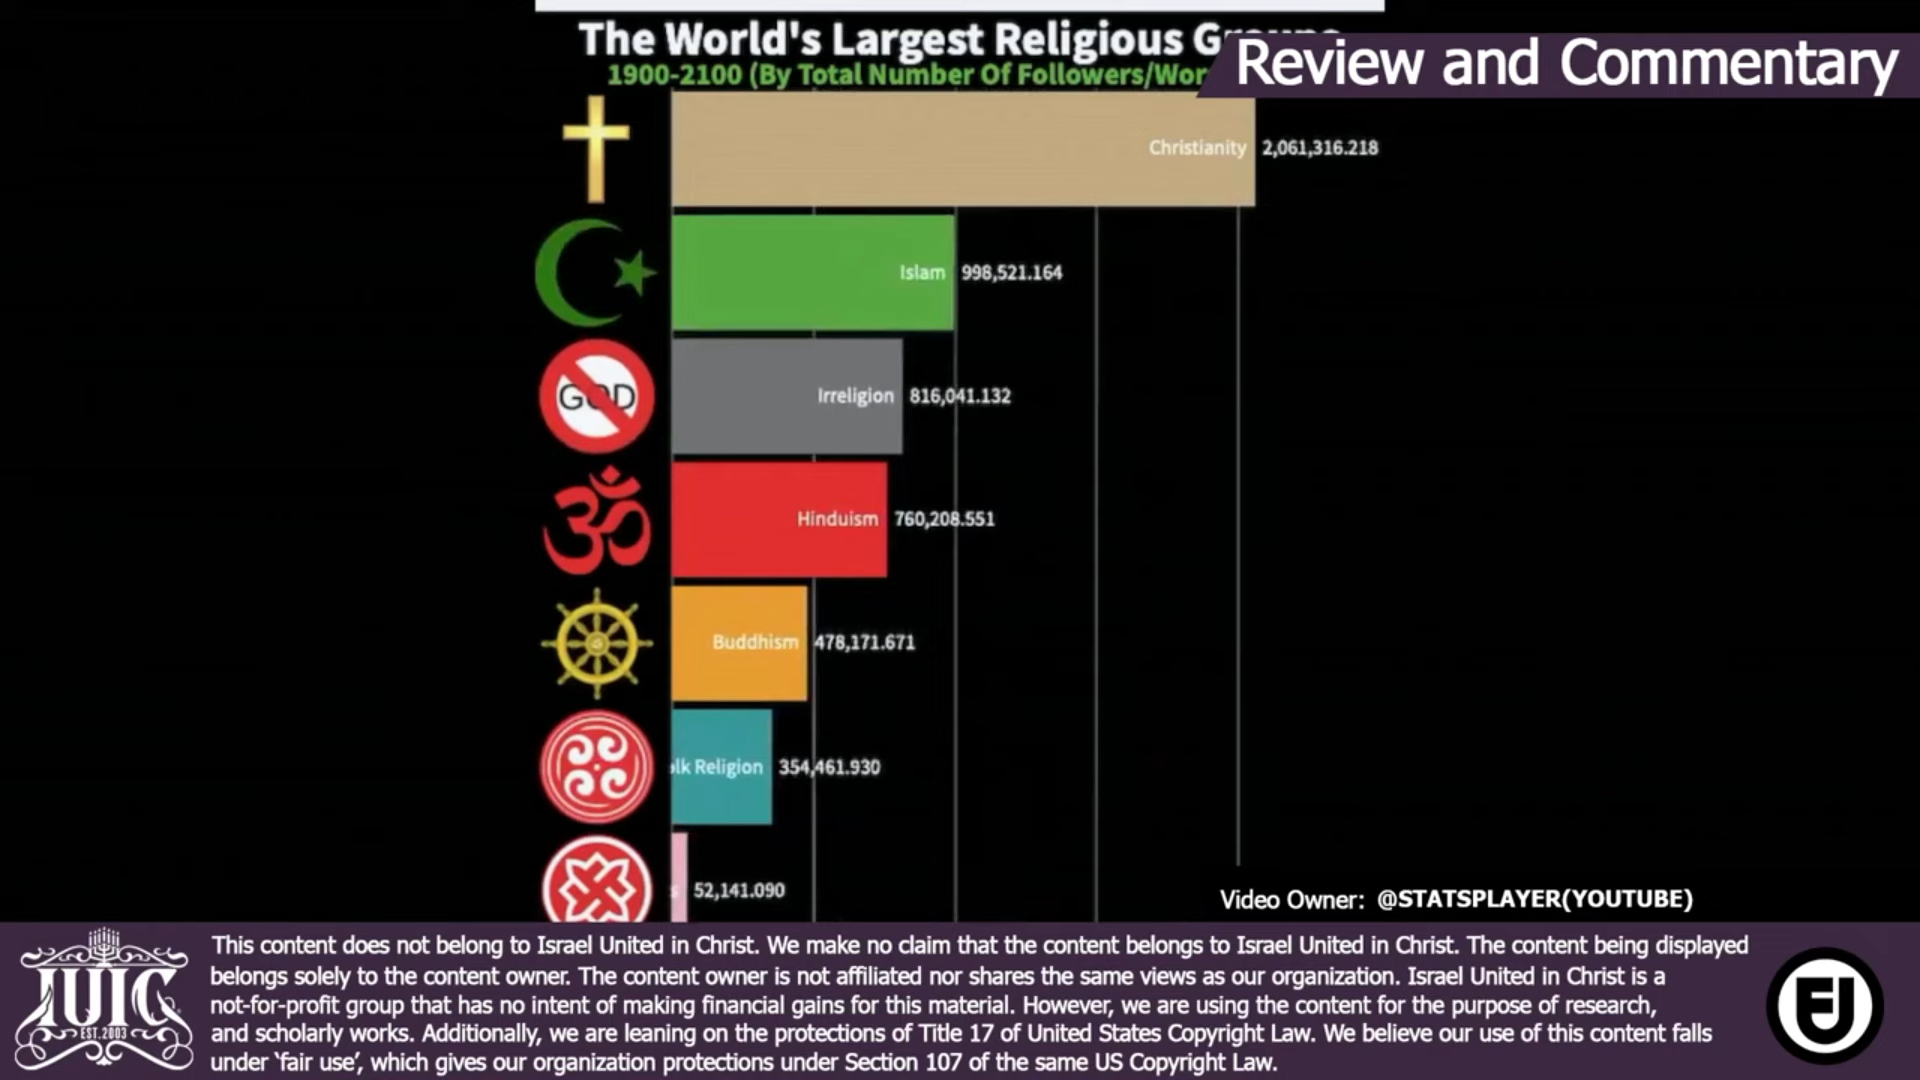 The World's Largest Religious
Review and Commentary
1900-2100 (By Total Number Of
Christianity 2,061,316.218
Islam 998,521.164
GOD
Irreligion 816,041.132
ॐ
Hinduism 760,208.551
Buddhism 478,171.671
Religion 354,461.930
52,141.090
Video Owner: @STATSPLAYER(YOUTUBE)
This content does not belong to Israel United in Christ. We make no claim that the content belongs to Israel United in Christ. The content being displayed
belongs solely to the content owner. The content owner is not affiliated nor shares the same views as our organization. Israel United in Christ is a
not-for-profit group that has no intent of making financial gains for this material. However, we are using the content for the purpose of research,
and scholarly works. Additionally, we are leaning on the protections of Title 17 of United States Copyright Law. We believe our use of this content falls
under ‘fair use’, which gives our organization protections under Section 107 of the same US Copyright Law.
IUIC
EST.2003